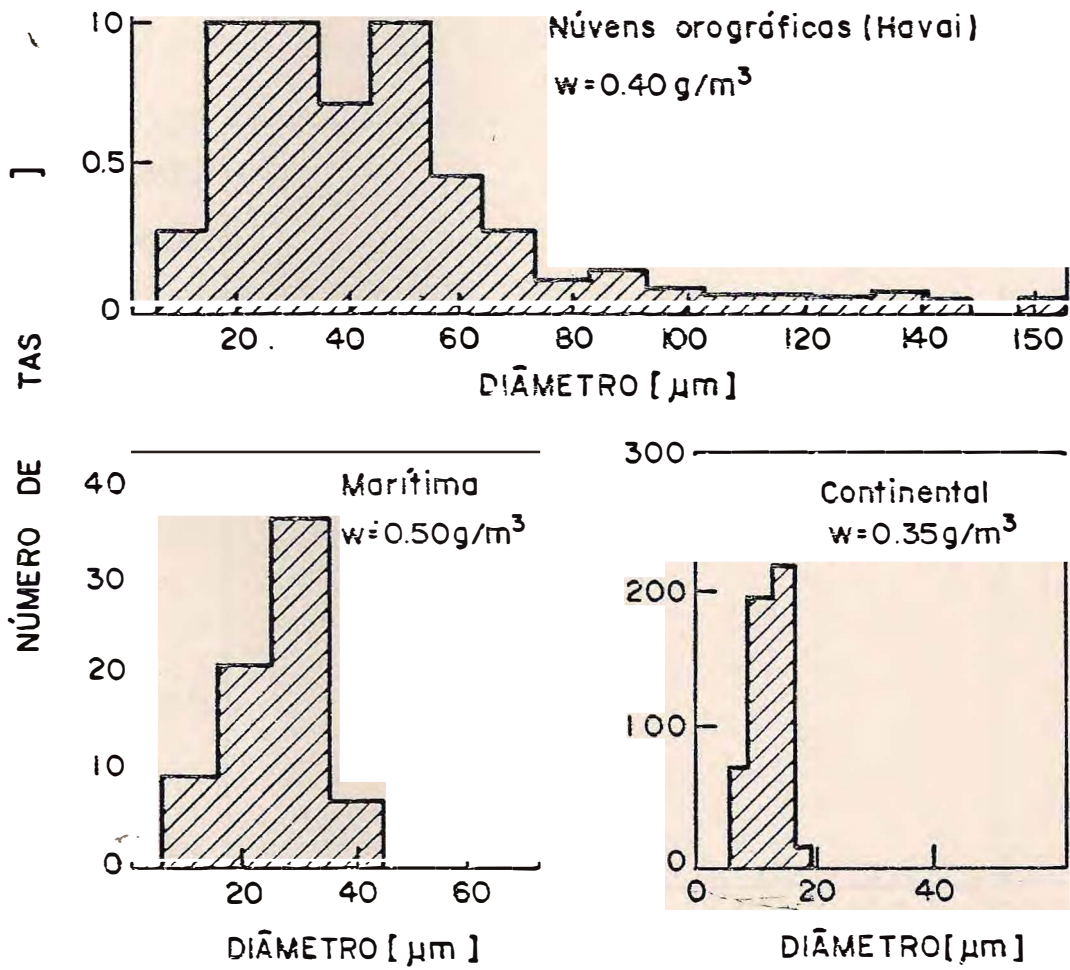 Núvens orográficas (Havai)
w=0.40 g/m³
10
0.5
0
20 40 60 80 100 120 140 150
DIÂMETRO [µm]
NÚMERO DE TAS ]
Marítima
w=0.50g/m³
40
30
20
10
0
20 40 60
DIÂMETRO [µm]
Continental
w=0.35g/m³
300
200
100
0
0 20 40
DIÂMETRO[µm]